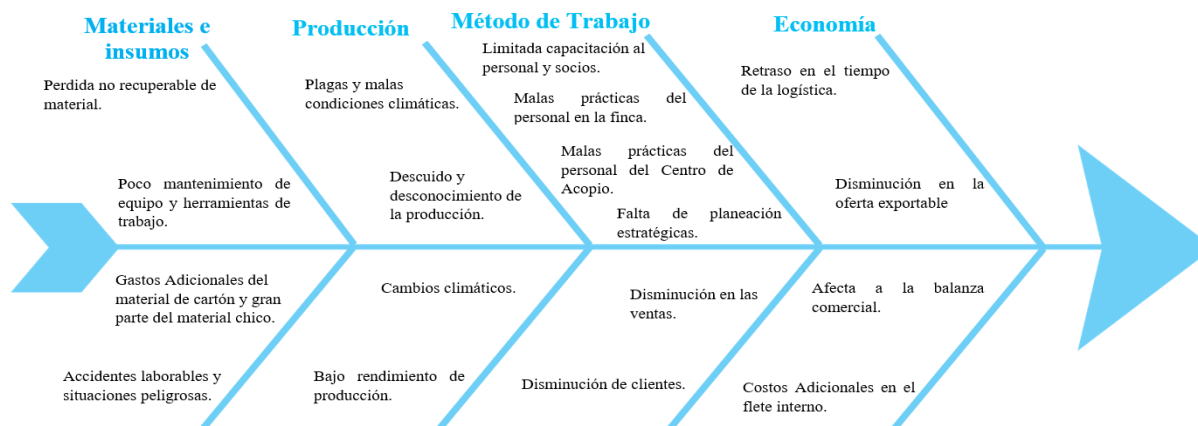 Materiales e
insumos
Perdida no recuperable de
material.
Poco mantenimiento de
equipo y herramientas de
trabajo.
Gastos Adicionales del
material de cartón y gran
parte del material chico.
Accidentes laborables y
situaciones peligrosas.
Producción
Plagas y malas
condiciones climáticas.
Descuido y
desconocimiento de
la producción.
Cambios climáticos.
Bajo rendimiento de
producción.
Método de Trabajo
Limitada capacitación al
personal y socios.
Malas prácticas del
personal en la finca.
Malas prácticas del
personal del Centro de
Acopio.
Falta de planeación
estratégicas.
Disminución en las
ventas.
Disminución de clientes.
Economía
Retraso en el tiempo
de la logística.
Disminución en la
oferta exportable
Afecta a la balanza
comercial.
Costos Adicionales en el
flete interno.